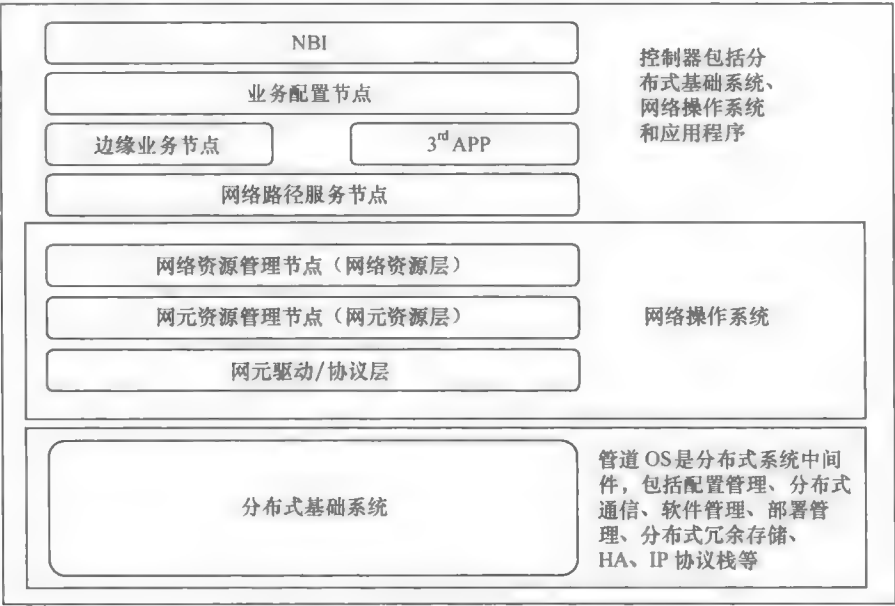 NBI
业务配置节点
边缘业务节点
3rd APP
网络路径服务节点
控制器包括分
布式基础系统、
网络操作系统
和应用程序
网络资源管理节点（网络资源层）
网元资源管理节点（网元资源层）
网元驱动/协议层
网络操作系统
分布式基础系统
管道 OS是分布式系统中间
件，包括配置管理、分布式
通信、软件管理、部署管
理、分布式冗余存储、
HA、IP 协议栈等